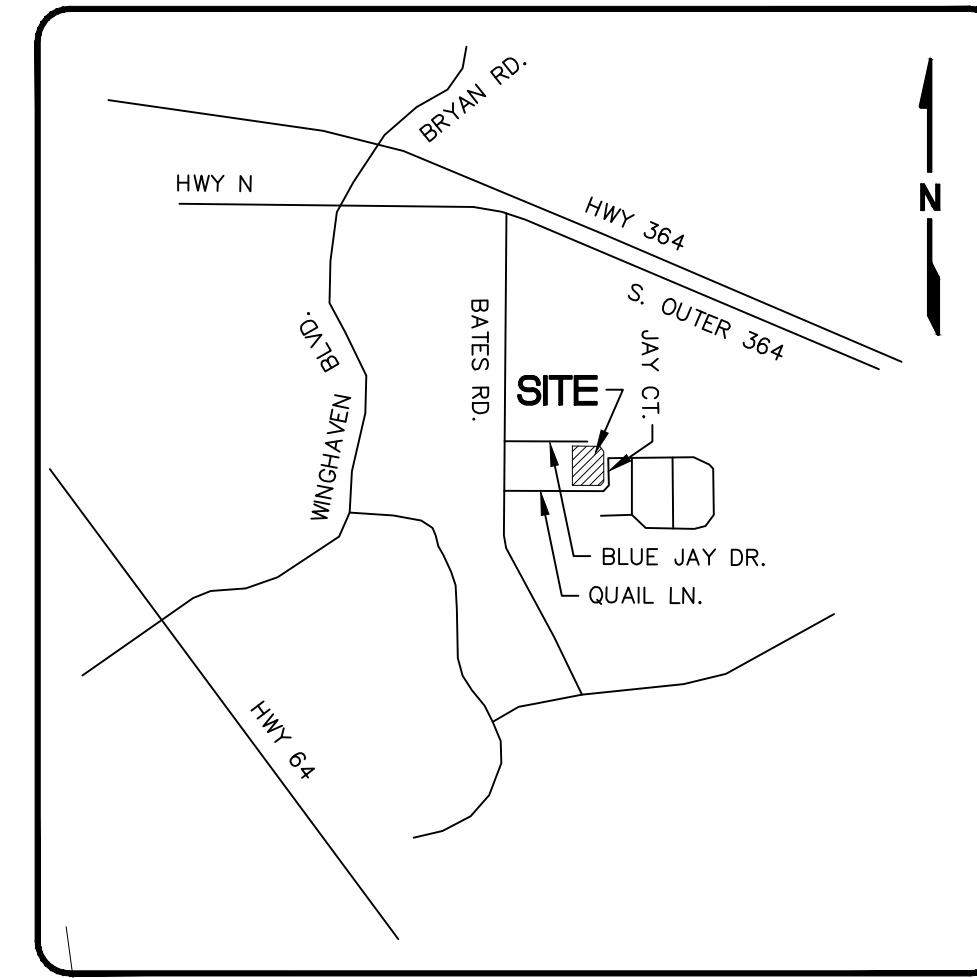 BRYAN RD.
HWY N
N
HWY 364
S. OUTER 364
WINGHAVEN BLVD.
BATES RD.
JAY CT.
SITE
BLUE JAY DR.
QUAIL LN.
HWY 64